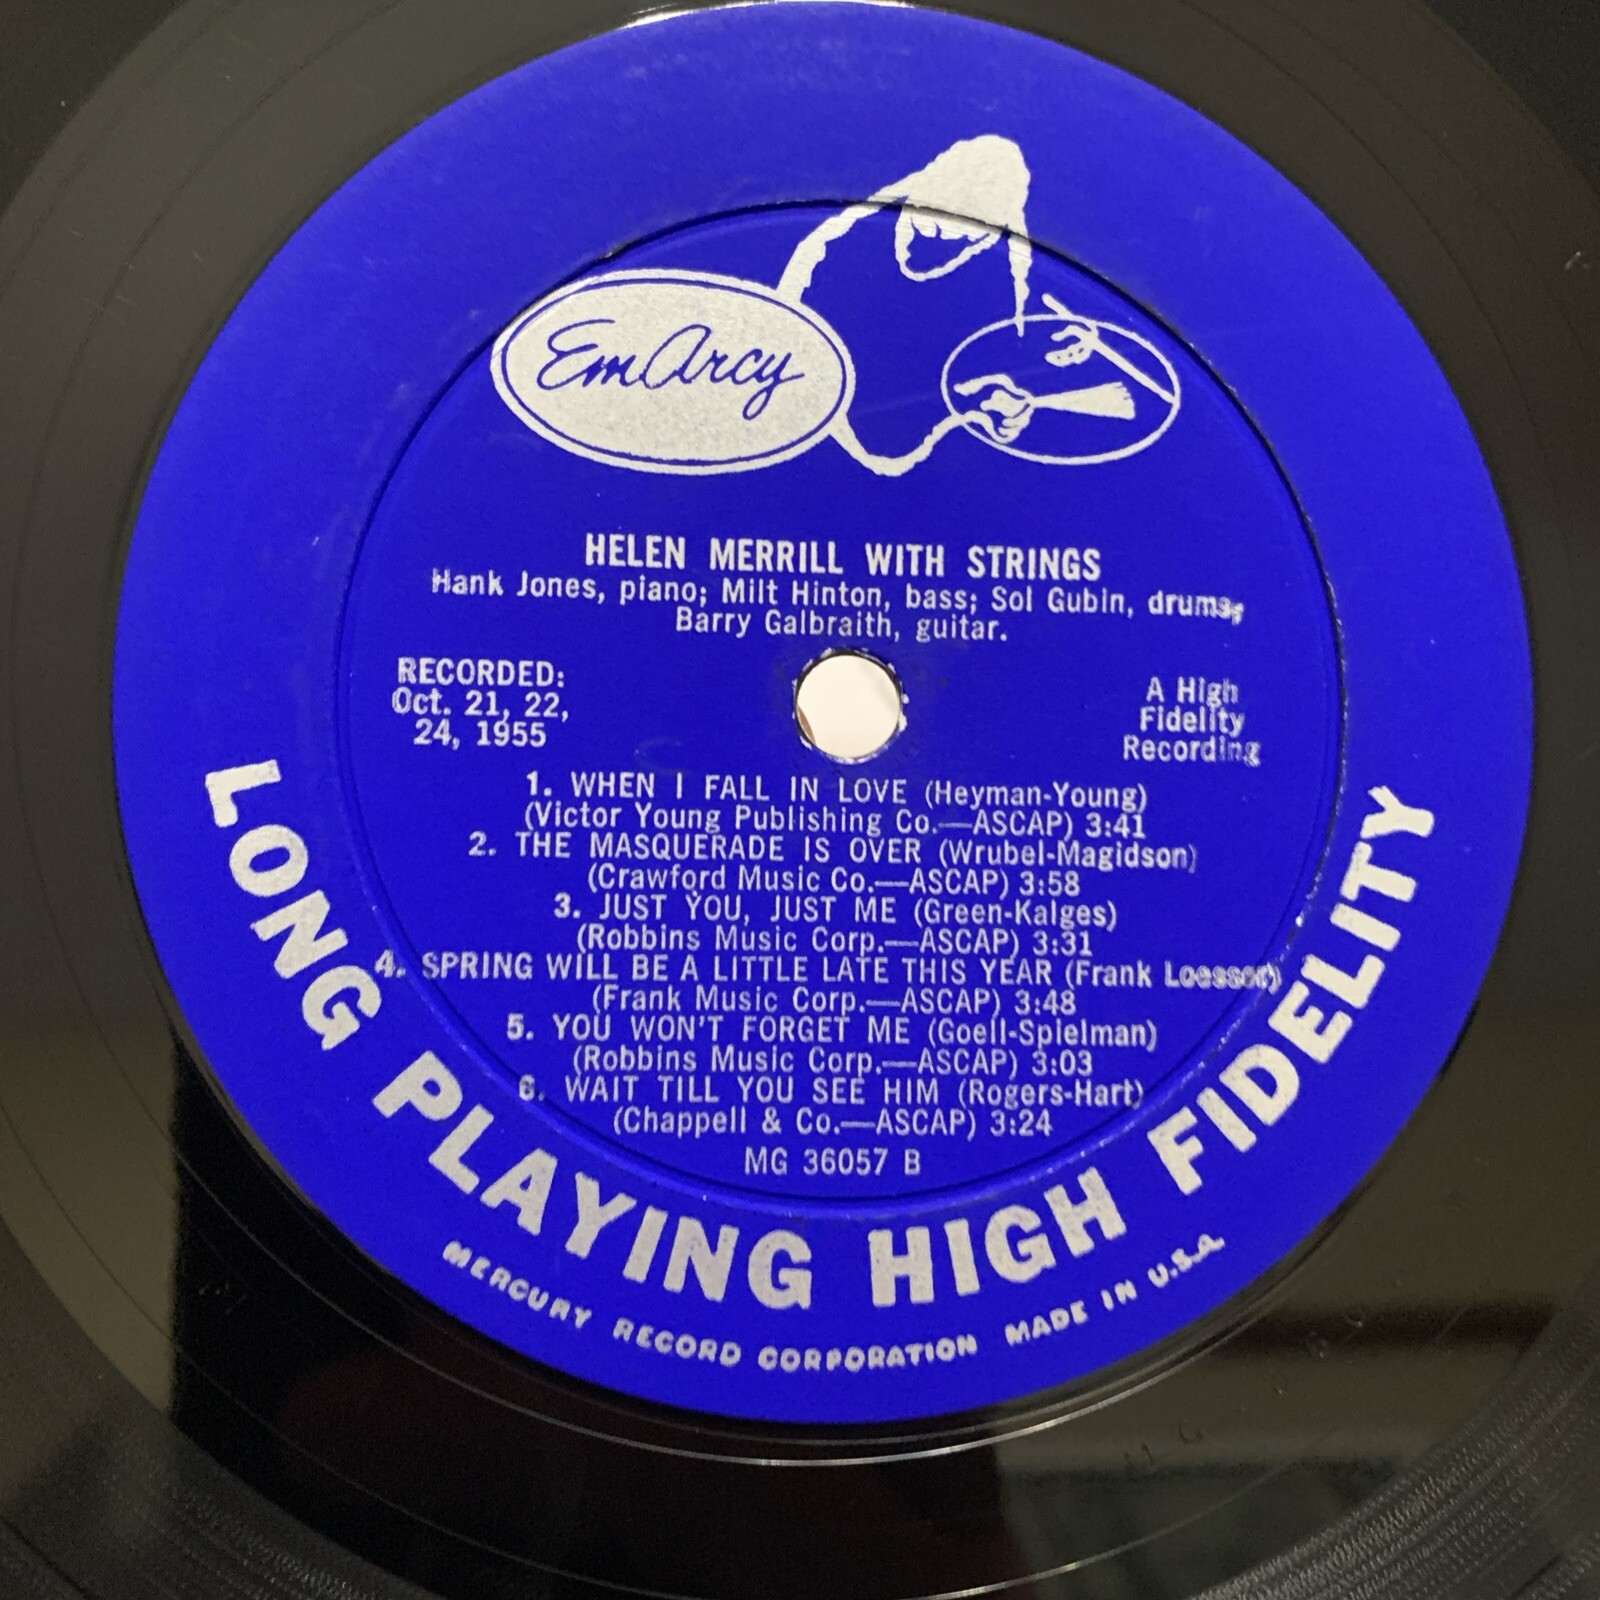 EmArcy
HELEN MERRILL WITH STRINGS
Hank Jones, piano; Milt Hinton, bass; Sol Gubin, drums;
Barry Galbraith, guitar.
RECORDED:
Oct. 21, 22,
24, 1955
A High
Fidelity
Recording
1. WHEN I FALL IN LOVE (Heyman-Young)
(Victor Young Publishing Co.—ASCAP) 3:41
2. THE MASQUERADE IS OVER (Wrubel-Magidson)
(Crawford Music Co.—ASCAP) 3:58
3. JUST YOU, JUST ME (Green-Kalges)
(Robbins Music Corp.—ASCAP) 3:31
4. SPRING WILL BE A LITTLE LATE THIS YEAR (Frank Loesser)
(Frank Music Corp.—ASCAP) 3:48
5. YOU WON'T FORGET ME (Goell-Spielman)
(Robbins Music Corp.—ASCAP) 3:03
6. WAIT TILL YOU SEE HIM (Rogers-Hart)
(Chappell & Co.—ASCAP) 3:24
MG 36057 B
LONG PLAYING HIGH FIDELITY
MERCURY RECORD CORPORATION MADE IN U.S.A.